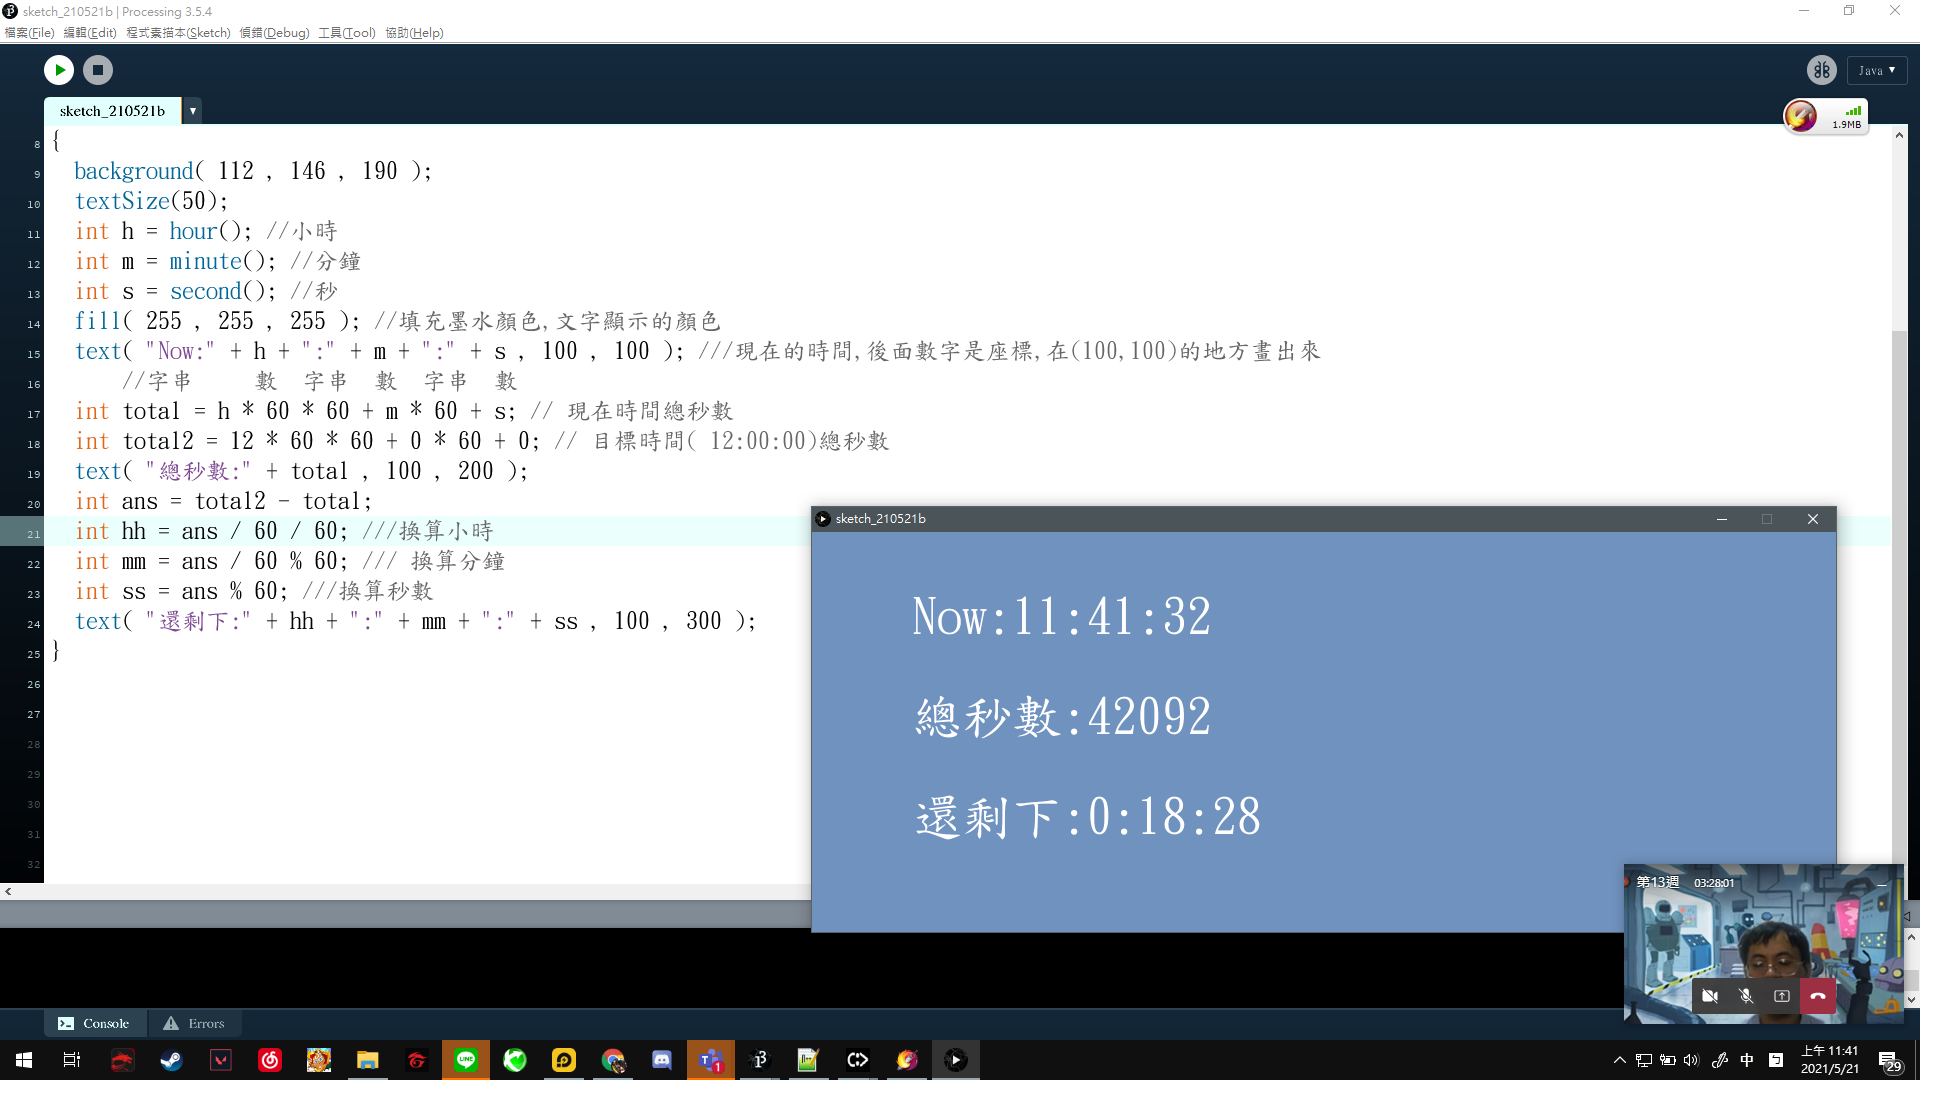 sketch_210521b | Processing 3.5.4
檔案(File) 編輯(Edit) 程式素描本(Sketch) 偵錯(Debug) 工具(Tool) 協助(Help)
Java ▼
sketch_210521b ▼
1.9MB
8 {
9 background( 112 , 146 , 190 );
10 textSize(50);
11 int h = hour(); //小時
12 int m = minute(); //分鐘
13 int s = second(); //秒
14 fill( 255 , 255 , 255 ); //填充墨水顏色,文字顯示的顏色
15 text( "Now:" + h + ":" + m + ":" + s , 100 , 100 ); ///現在的時間,後面數字是座標,在(100,100)的地方畫出來
16 //字串 數 字串 數 字串 數
17 int total = h * 60 * 60 + m * 60 + s; // 現在時間總秒數
18 int total2 = 12 * 60 * 60 + 0 * 60 + 0; // 目標時間( 12:00:00)總秒數
19 text( "總秒數:" + total , 100 , 200 );
20 int ans = total2 - total;
21 int hh = ans / 60 / 60; ///換算小時
22 int mm = ans / 60 % 60; /// 換算分鐘
23 int ss = ans % 60; ///換算秒數
24 text( "還剩下:" + hh + ":" + mm + ":" + ss , 100 , 300 );
25 }
26
27
28
29
30
31
32
sketch_210521b
Now:11:41:32
總秒數:42092
還剩下:0:18:28
第13週 03:28:01
Console Errors
LINE
1
中
上午 11:41
2021/5/21
29